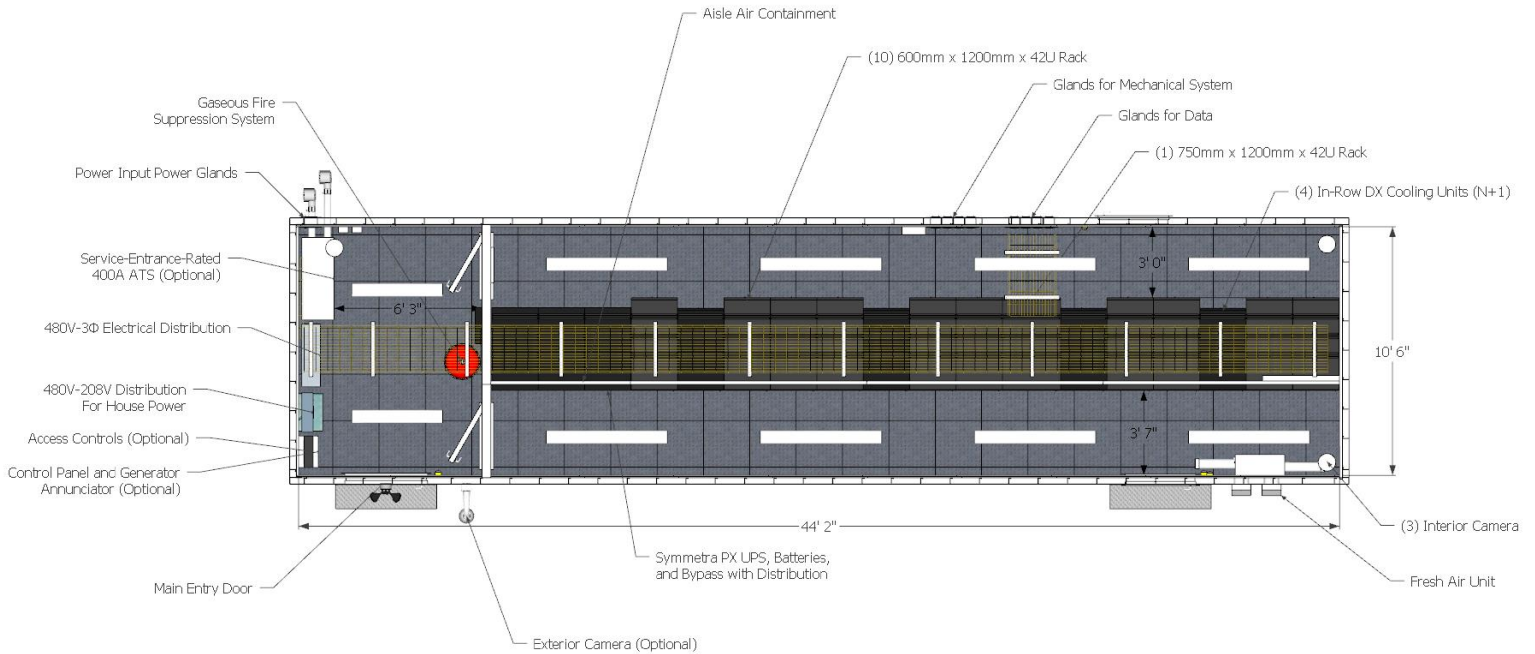 Aisle Air Containment
(10) 600mm x 1200mm x 42U Rack
Glands for Mechanical System
Gaseous Fire
Suppression System
Glands for Data
(1) 750mm x 1200mm x 42U Rack
Power Input Power Glands
(4) In-Row DX Cooling Units (N+1)
Service-Entrance-Rated
400A ATS (Optional)
3' 0"
6' 3"
480V-3Φ Electrical Distribution
10' 6"
480V-208V Distribution
For House Power
Access Controls (Optional)
3' 7"
Control Panel and Generator
Annunciator (Optional)
44' 2"
(3) Interior Camera
Symmetra PX UPS, Batteries,
and Bypass with Distribution
Main Entry Door
Fresh Air Unit
Exterior Camera (Optional)